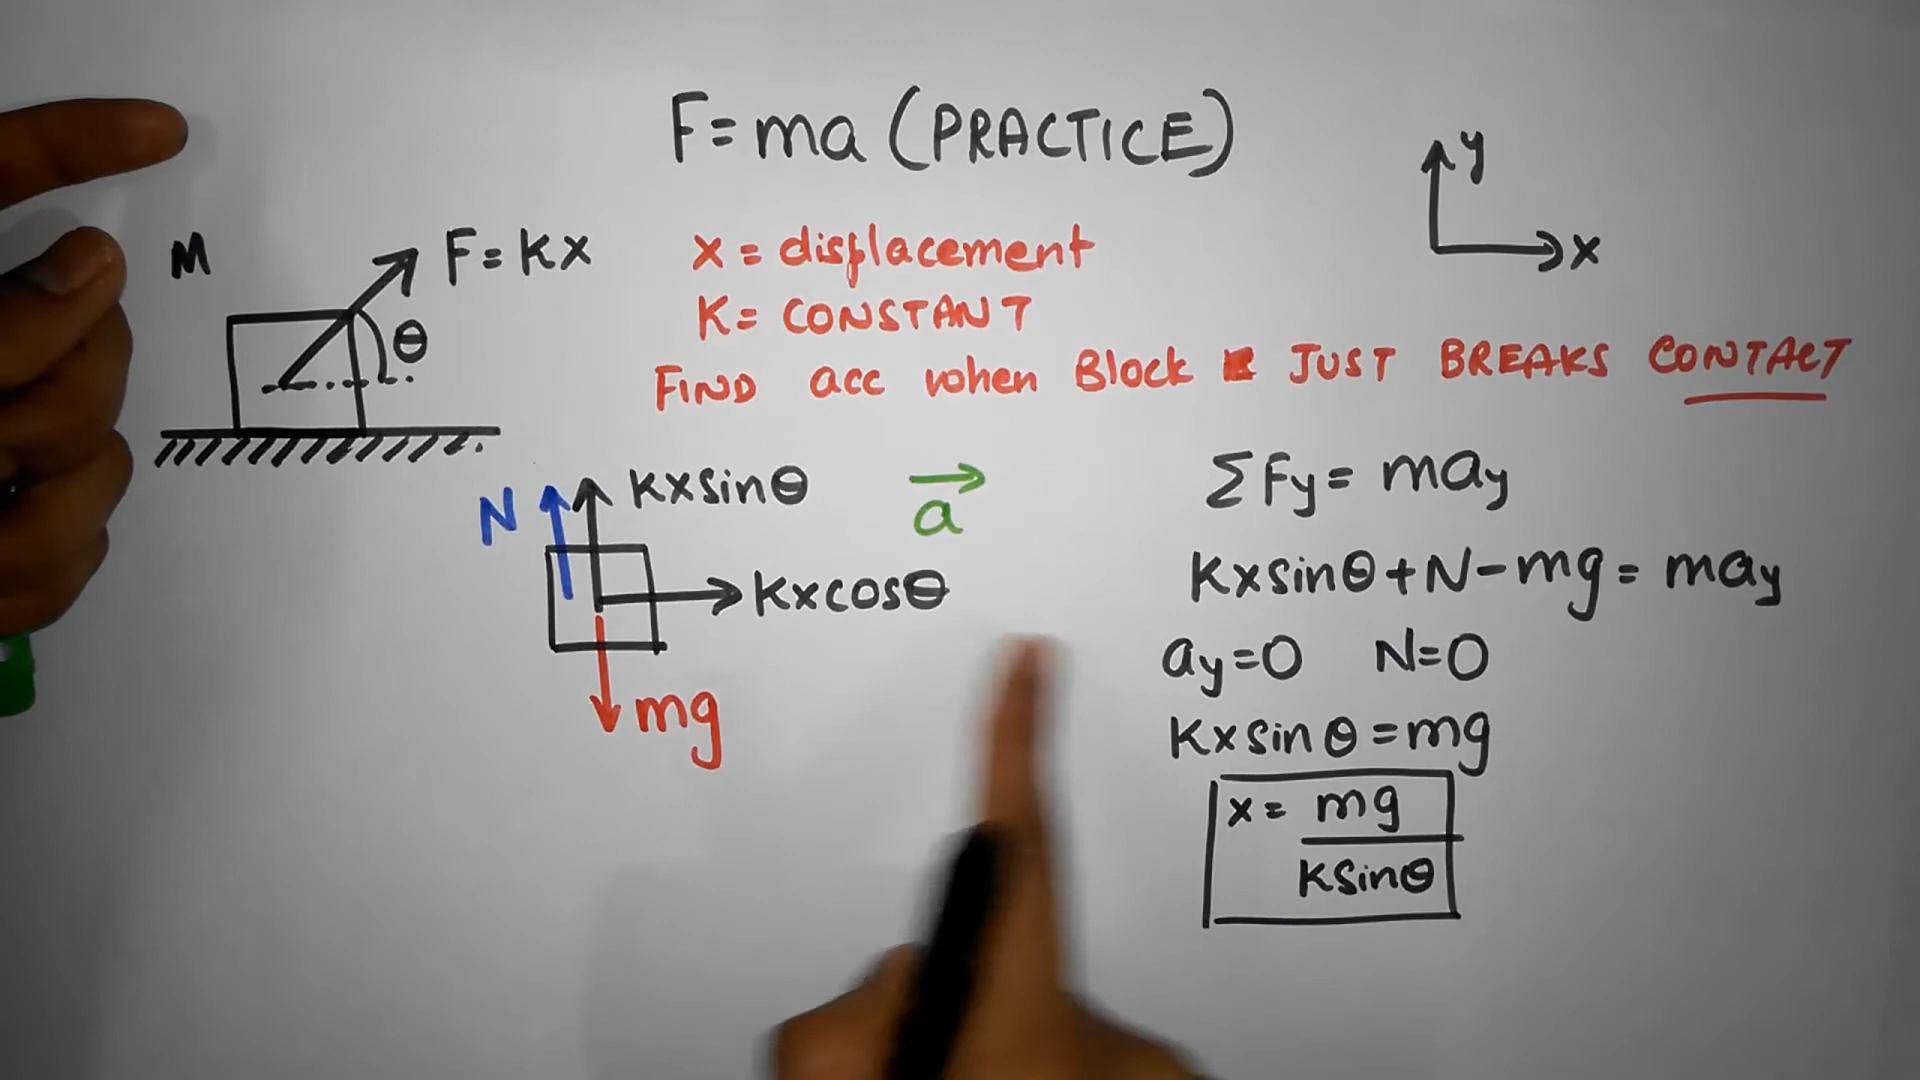 F=ma (PRACTICE)
y
x
M
F=Kx
θ
x = displacement
K= CONSTANT
FIND acc when Block JUST BREAKS CONTACT
N
Kxsinθ
a
Kxcosθ
mg
ΣFy= may
Kxsinθ+N-mg= may
ay=0 N=0
Kxsinθ=mg
x= mg
Ksinθ